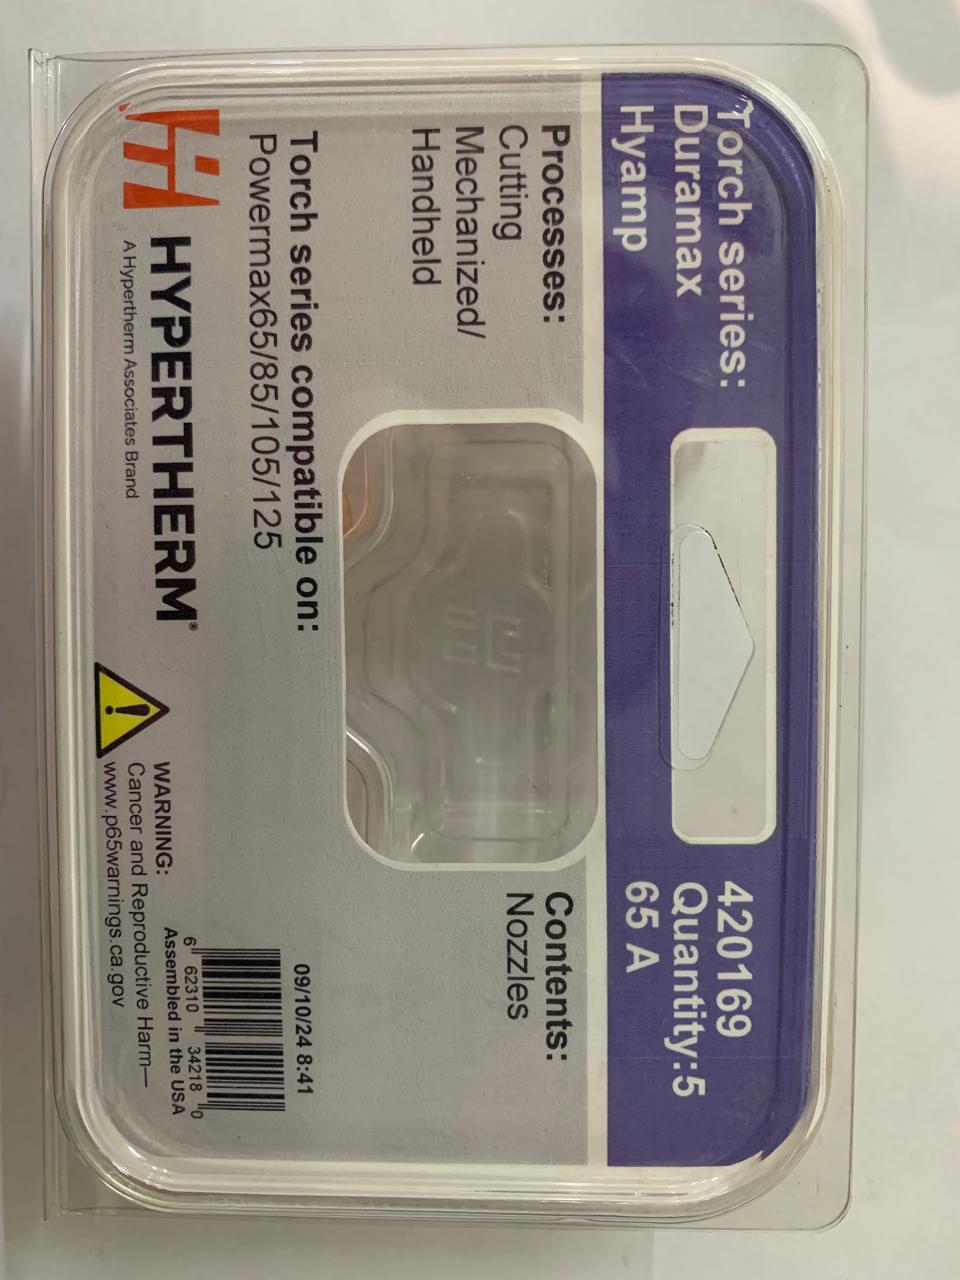 Torch series:
Duramax
Hyamp
420169
Quantity:5
65 A
Processes:
Cutting
Mechanized/
Handheld
Contents:
Nozzles
Torch series compatible on:
Powermax65/85/105/125
09/10/24 8:41
HYPERTHERM®
A Hypertherm Associates Brand
WARNING:
Cancer and Reproductive Harm—
www.p65warnings.ca.gov
6 62310 34218 0
Assembled in the USA